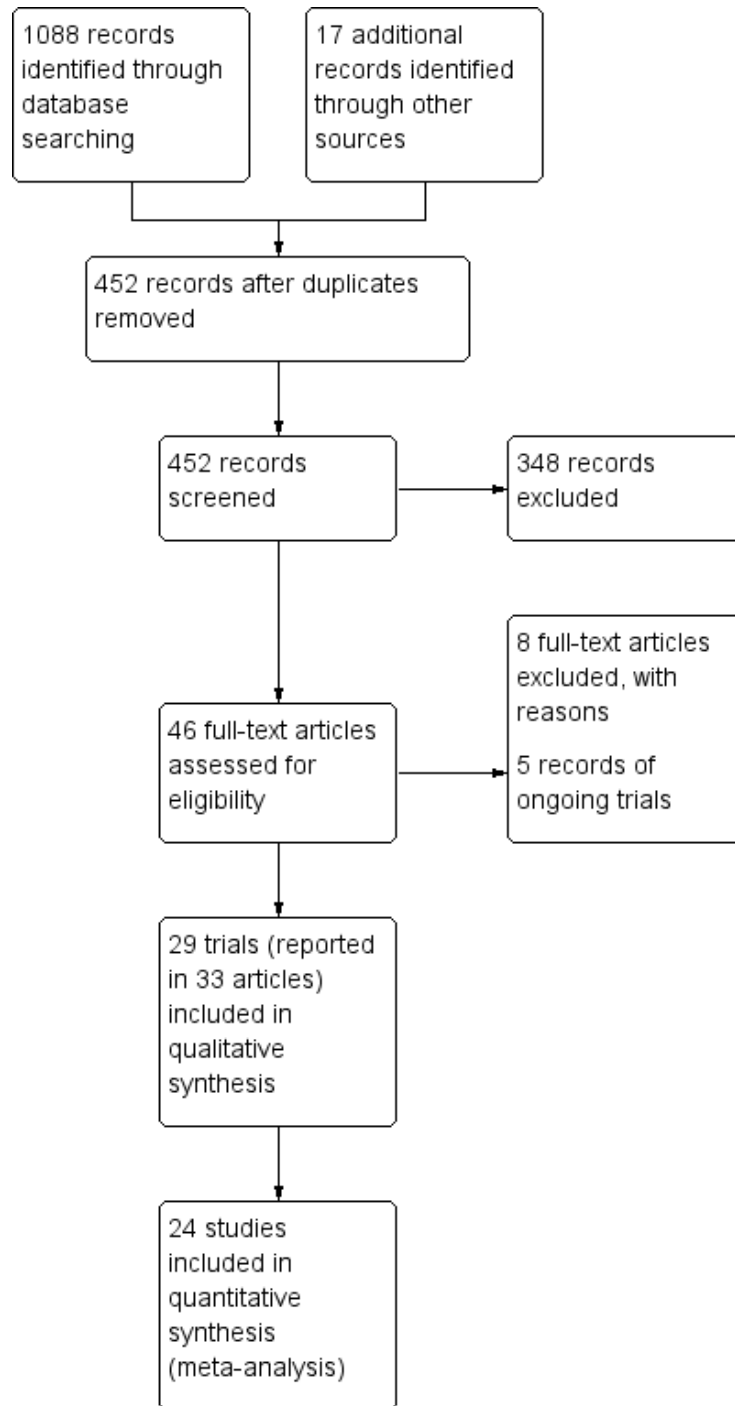 1088 records
identified through
database
searching
17 additional
records identified
through other
sources
452 records after duplicates
removed
452 records
screened
348 records
excluded
46 full-text articles
assessed for
eligibility
8 full-text articles
excluded, with
reasons
5 records of
ongoing trials
29 trials (reported
in 33 articles)
included in
qualitative
synthesis
24 studies
included in
quantitative
synthesis
(meta-analysis)